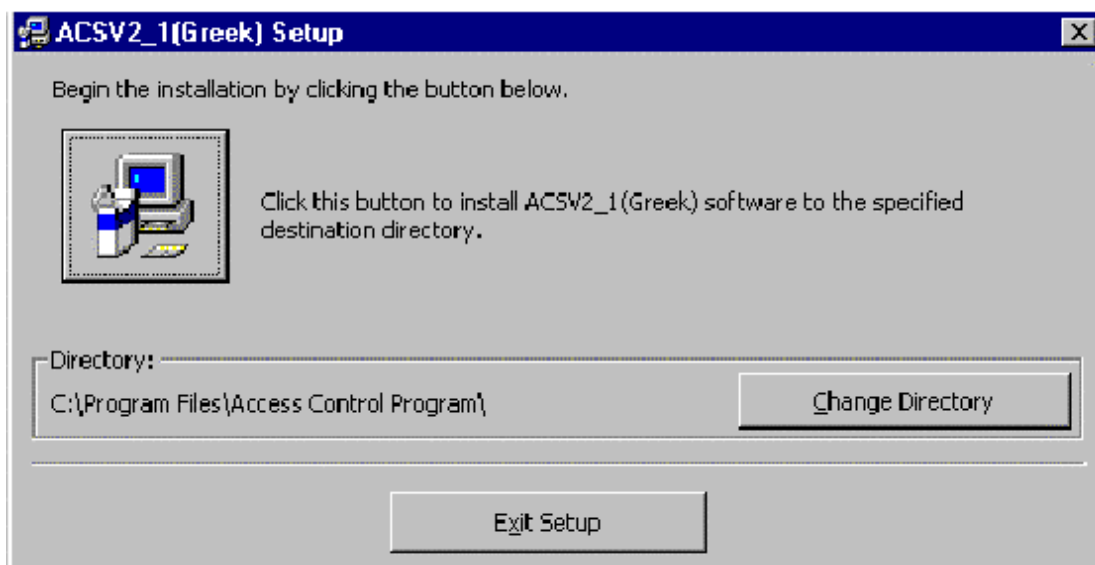 ACSV2_1(Greek) Setup
Begin the installation by clicking the button below.
Click this button to install ACSV2_1(Greek) software to the specified
destination directory.
Directory:
C:\Program Files\Access Control Program\
Change Directory
Exit Setup